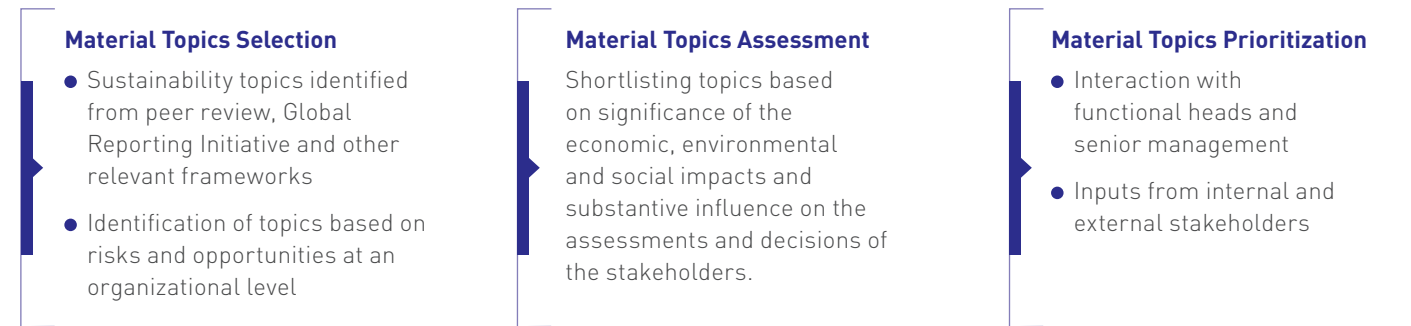 Material Topics Selection
● Sustainability topics identified
from peer review, Global
Reporting Initiative and other
relevant frameworks
● Identification of topics based on
risks and opportunities at an
organizational level
Material Topics Assessment
Shortlisting topics based
on significance of the
economic, environmental
and social impacts and
substantive influence on the
assessments and decisions of
the stakeholders.
Material Topics Prioritization
● Interaction with
functional heads and
senior management
● Inputs from internal and
external stakeholders